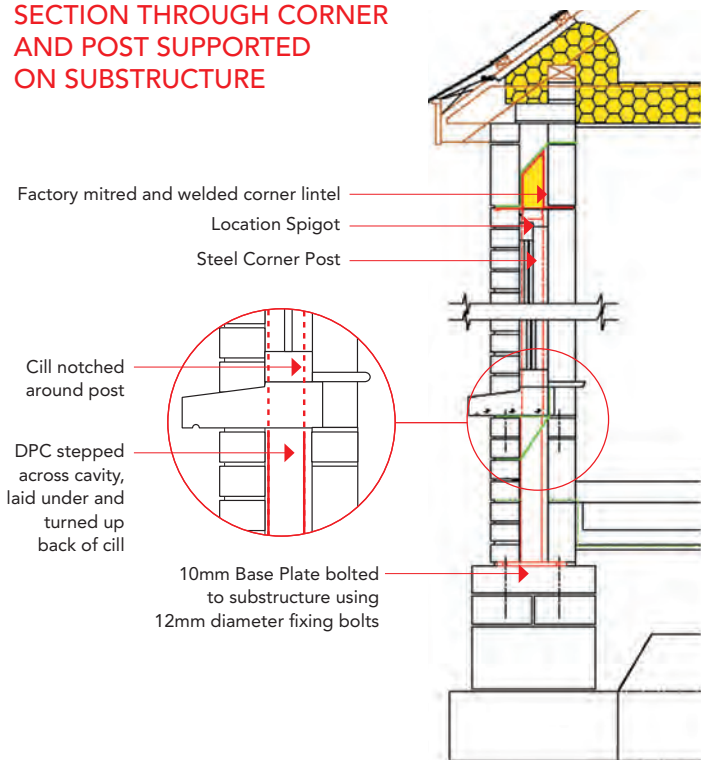 SECTION THROUGH CORNER
AND POST SUPPORTED
ON SUBSTRUCTURE
Factory mitred and welded corner lintel
Location Spigot
Steel Corner Post
Cill notched
around post
DPC stepped
across cavity,
laid under and
turned up
back of cill
10mm Base Plate bolted
to substructure using
12mm diameter fixing bolts